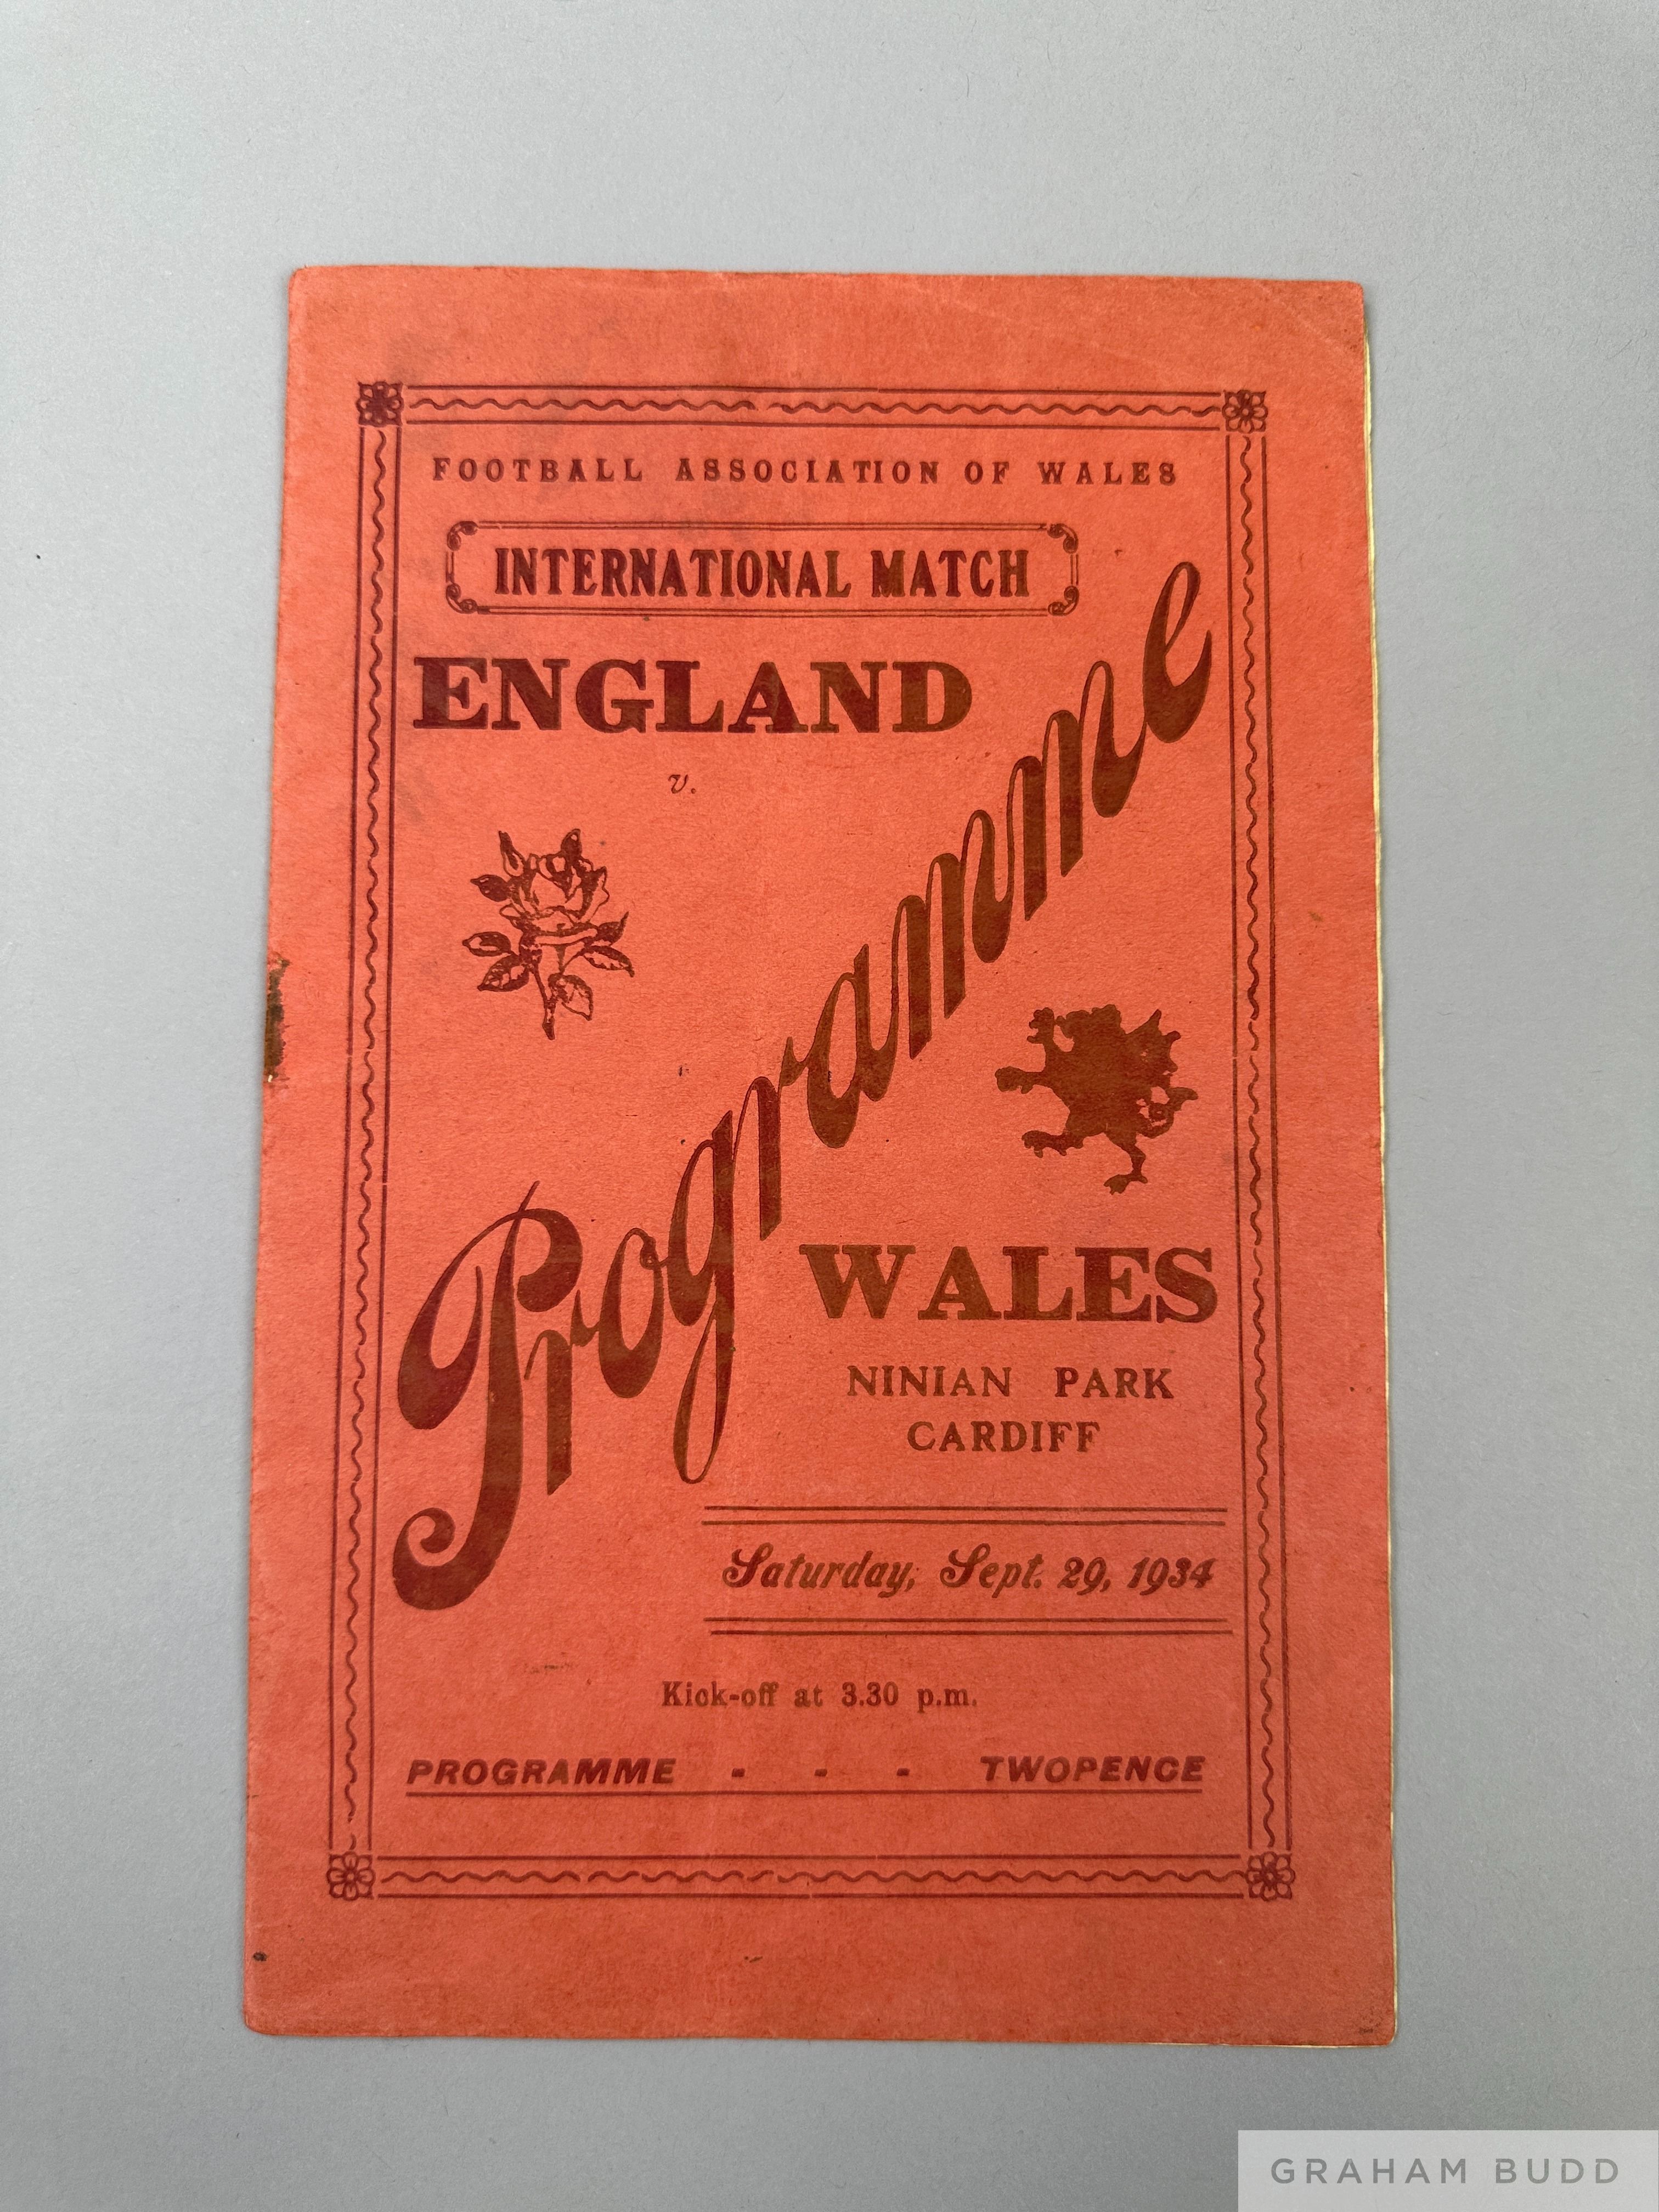 FOOTBALL ASSOCIATION OF WALES
INTERNATIONAL MATCH
ENGLAND
v.
Programme
WALES
NINIAN PARK
CARDIFF
Saturday, Sept. 29, 1934
Kick-off at 3.30 p.m.
PROGRAMME - - - TWOPENCE
GRAHAM BUDD